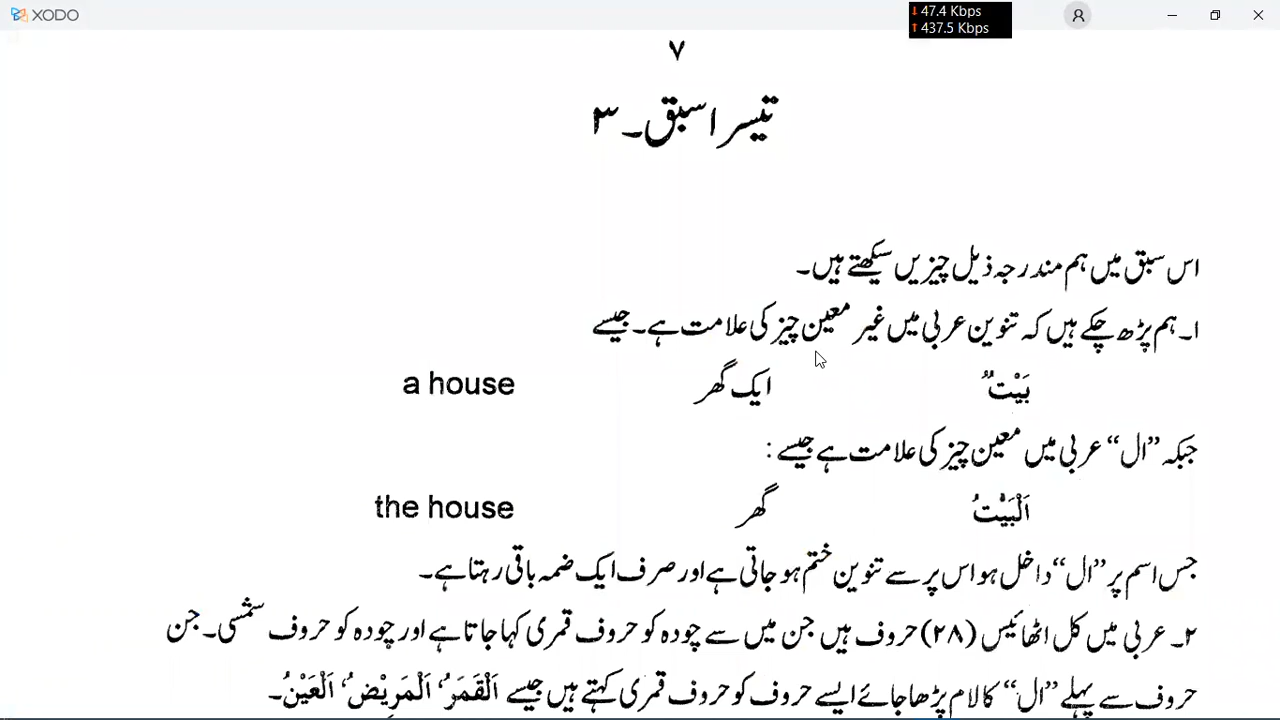 XODO
47.4 Kbps
437.5 Kbps
۷
تیسرا سبق ۔ ۳
اس سبق میں ہم مندرجہ ذیل چیزیں سیکھتے ہیں۔
۱۔ ہم پڑھ چکے ہیں کہ تنوین عربی میں غیر معین چیز کی علامت ہے۔ جیسے
بَيْتٌ ایک گھر a house
جبکہ ”ال“ عربی میں معین چیز کی علامت ہے جیسے :
اَلْبَيْتُ گھر the house
جس اسم پر ”ال“ داخل ہو اس پر سے تنوین ختم ہو جاتی ہے اور صرف ایک ضمہ باقی رہتا ہے۔
۲۔ عربی میں کل اٹھائیس (۲۸) حروف ہیں جن میں سے چودہ کو حروف قمری کہا جاتا ہے اور چودہ کو حروف شمسی۔ جن
حروف سے پہلے ”ال“ کا لام پڑھا جائے ایسے حروف کو حروف قمری کہتے ہیں جیسے اَلْقَمَرُ، اَلْمَرِيْضُ، اَلْعَيْنُ۔